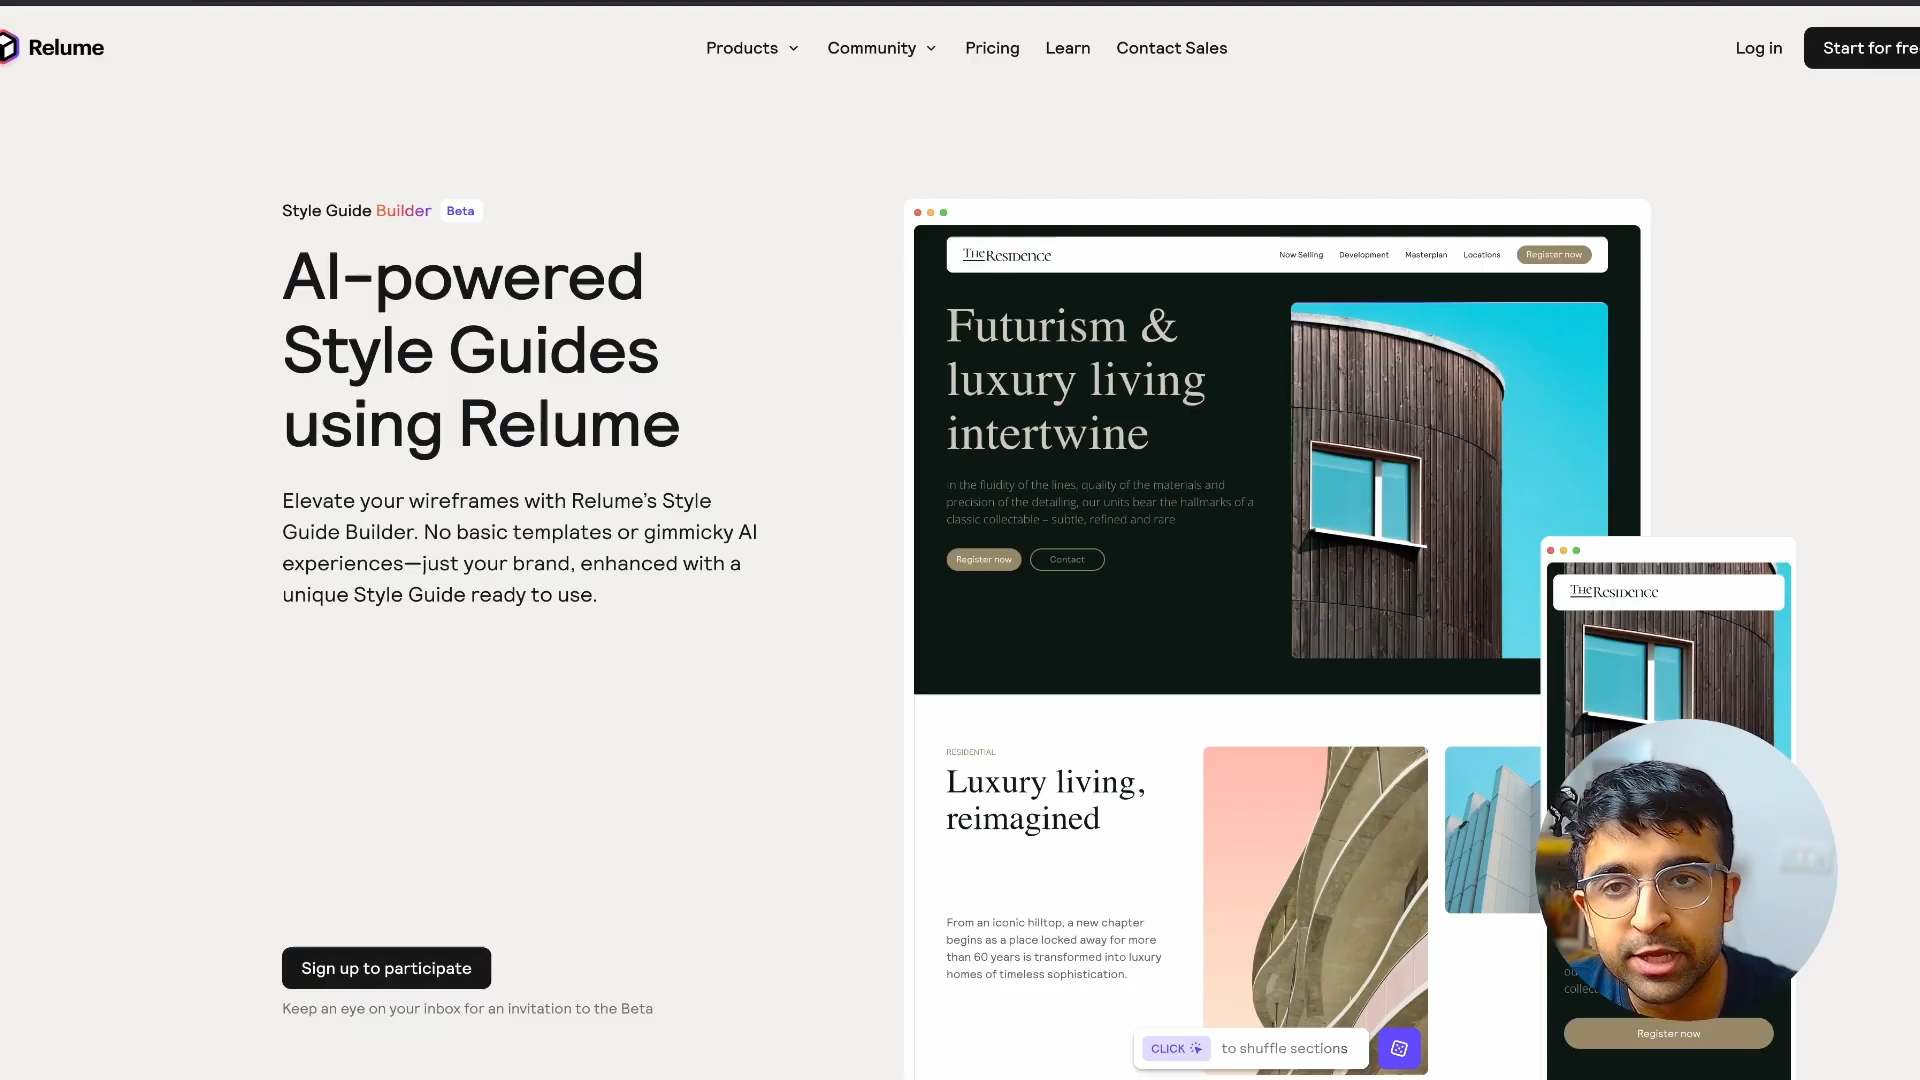 Relume
Products
Community
Pricing
Learn
Contact Sales
Log in
Start for fre
Style Guide Builder Beta
AI-powered
Style Guides
using Relume
Elevate your wireframes with Relume’s Style
Guide Builder. No basic templates or gimmicky AI
experiences—just your brand, enhanced with a
unique Style Guide ready to use.
Sign up to participate
Keep an eye on your inbox for an invitation to the Beta
The Residence
Now Selling
Development
Masterplan
Locations
Register now
Futurism &
luxury living
intertwine
In the fluidity of the lines, quality of the materials and
precision of the detailing, our units bear the hallmarks of a
classic collectable – subtle, refined and rare
Register now
Contact
RESIDENTIAL
Luxury living,
reimagined
From an iconic hilltop, a new chapter
begins as a place locked away for more
than 60 years is transformed into luxury
homes of timeless sophistication.
CLICK to shuffle sections
The Residence
Register now